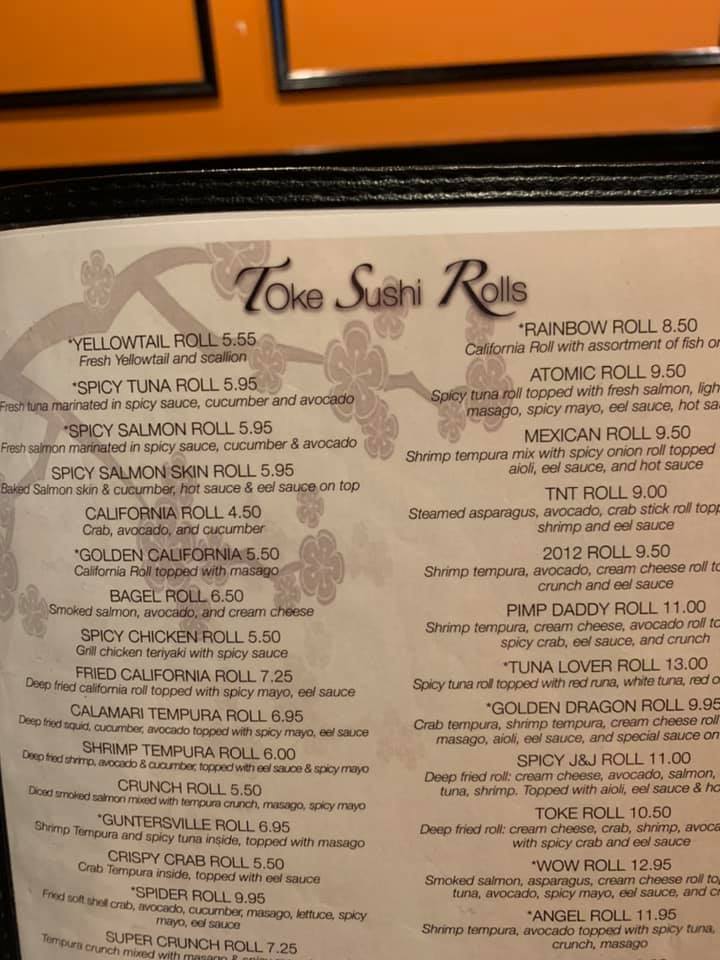 Toke Sushi Rolls
*YELLOWTAIL ROLL 5.55
Fresh Yellowtail and scallion
*SPICY TUNA ROLL 5.95
Fresh tuna marinated in spicy sauce, cucumber and avocado
*SPICY SALMON ROLL 5.95
Fresh salmon marinated in spicy sauce, cucumber & avocado
SPICY SALMON SKIN ROLL 5.95
Baked Salmon skin & cucumber, hot sauce & eel sauce on top
CALIFORNIA ROLL 4.50
Crab, avocado, and cucumber
*GOLDEN CALIFORNIA 5.50
California Roll topped with masago
BAGEL ROLL 6.50
Smoked salmon, avocado, and cream cheese
SPICY CHICKEN ROLL 5.50
Grill chicken teriyaki with spicy sauce
FRIED CALIFORNIA ROLL 7.25
Deep fried california roll topped with spicy mayo, eel sauce
CALAMARI TEMPURA ROLL 6.95
Deep fried squid, cucumber, avocado topped with spicy mayo, eel sauce
SHRIMP TEMPURA ROLL 6.00
Deep fried shrimp, avocado & cucumber, topped with eel sauce & spicy mayo
CRUNCH ROLL 5.50
Diced smoked salmon mixed with tempura crunch, masago, spicy mayo
*GUNTERSVILLE ROLL 6.95
Shrimp Tempura and spicy tuna inside, topped with masago
CRISPY CRAB ROLL 5.50
Crab Tempura inside, topped with eel sauce
*SPIDER ROLL 9.95
Fried soft shell crab, avocado, cucumber, masago, lettuce, spicy
mayo, eel sauce
SUPER CRUNCH ROLL 7.25
Tempura crunch mixed with masago &
*RAINBOW ROLL 8.50
California Roll with assortment of fish
ATOMIC ROLL 9.50
Spicy tuna roll topped with fresh salmon,
masago, spicy mayo, eel sauce, hot
MEXICAN ROLL 9.50
Shrimp tempura mix with spicy onion roll topped
aioli, eel sauce, and hot sauce
TNT ROLL 9.00
Steamed asparagus, avocado, crab stick roll
shrimp and eel sauce
2012 ROLL 9.50
Shrimp tempura, avocado, cream cheese roll
crunch and eel sauce
PIMP DADDY ROLL 11.00
Shrimp tempura, cream cheese, avocado roll
spicy crab, eel sauce, and crunch
*TUNA LOVER ROLL 13.00
Spicy tuna roll topped with red runa, white tuna, red
*GOLDEN DRAGON ROLL 9.95
Crab tempura, shrimp tempura, cream cheese roll
masago, aioli, eel sauce, and special sauce on
SPICY J&J ROLL 11.00
Deep fried roll: cream cheese, avocado, salmon,
tuna, shrimp. Topped with aioli, eel sauce &
TOKE ROLL 10.50
Deep fried roll: cream cheese, crab, shrimp,
with spicy crab and eel sauce
*WOW ROLL 12.95
Smoked salmon, asparagus, cream cheese roll
tuna, avocado, spicy mayo, eel sauce, and
*ANGEL ROLL 11.95
Shrimp tempura, avocado topped with spicy tuna,
crunch, masago